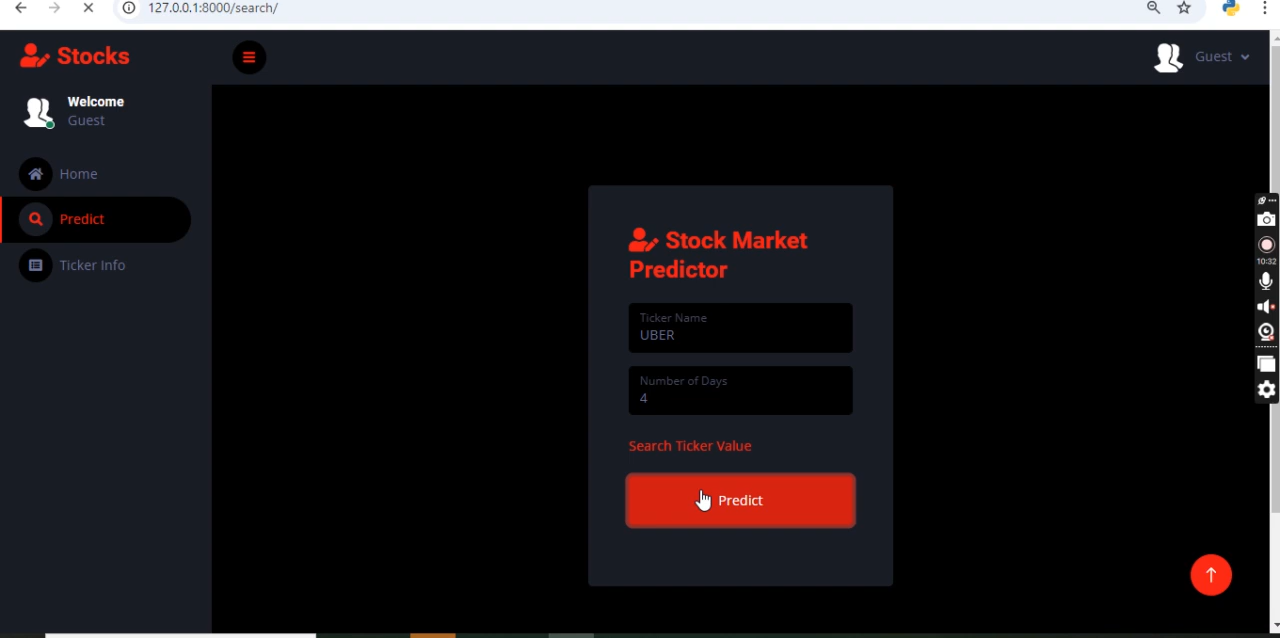 127.0.0.1:8000/search/
Stocks
Guest
Welcome
Guest
Home
Predict
Ticker Info
Stock Market
Predictor
Ticker Name
UBER
Number of Days
4
Search Ticker Value
Predict
10:32